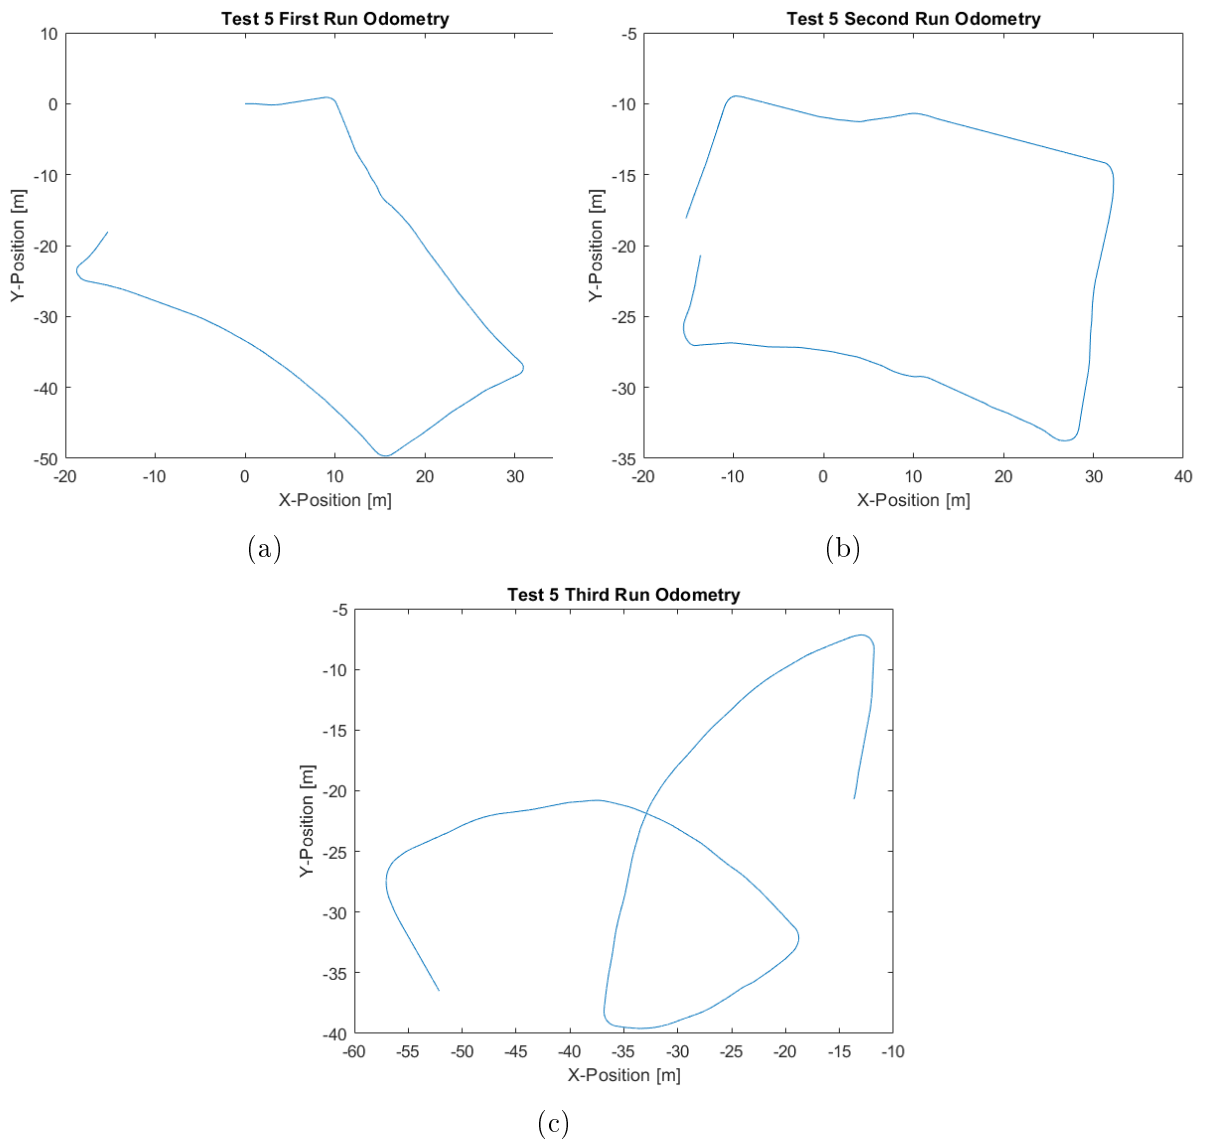 Test 5 First Run Odometry
10
0
-10
-20
-30
-40
-50
Y-Position [m]
-20 -10 0 10 20 30
X-Position [m]
(a)
Test 5 Second Run Odometry
-5
-10
-15
-20
-25
-30
-35
Y-Position [m]
-20 -10 0 10 20 30 40
X-Position [m]
(b)
Test 5 Third Run Odometry
-5
-10
-15
-20
-25
-30
-35
-40
Y-Position [m]
-60 -55 -50 -45 -40 -35 -30 -25 -20 -15 -10
X-Position [m]
(c)